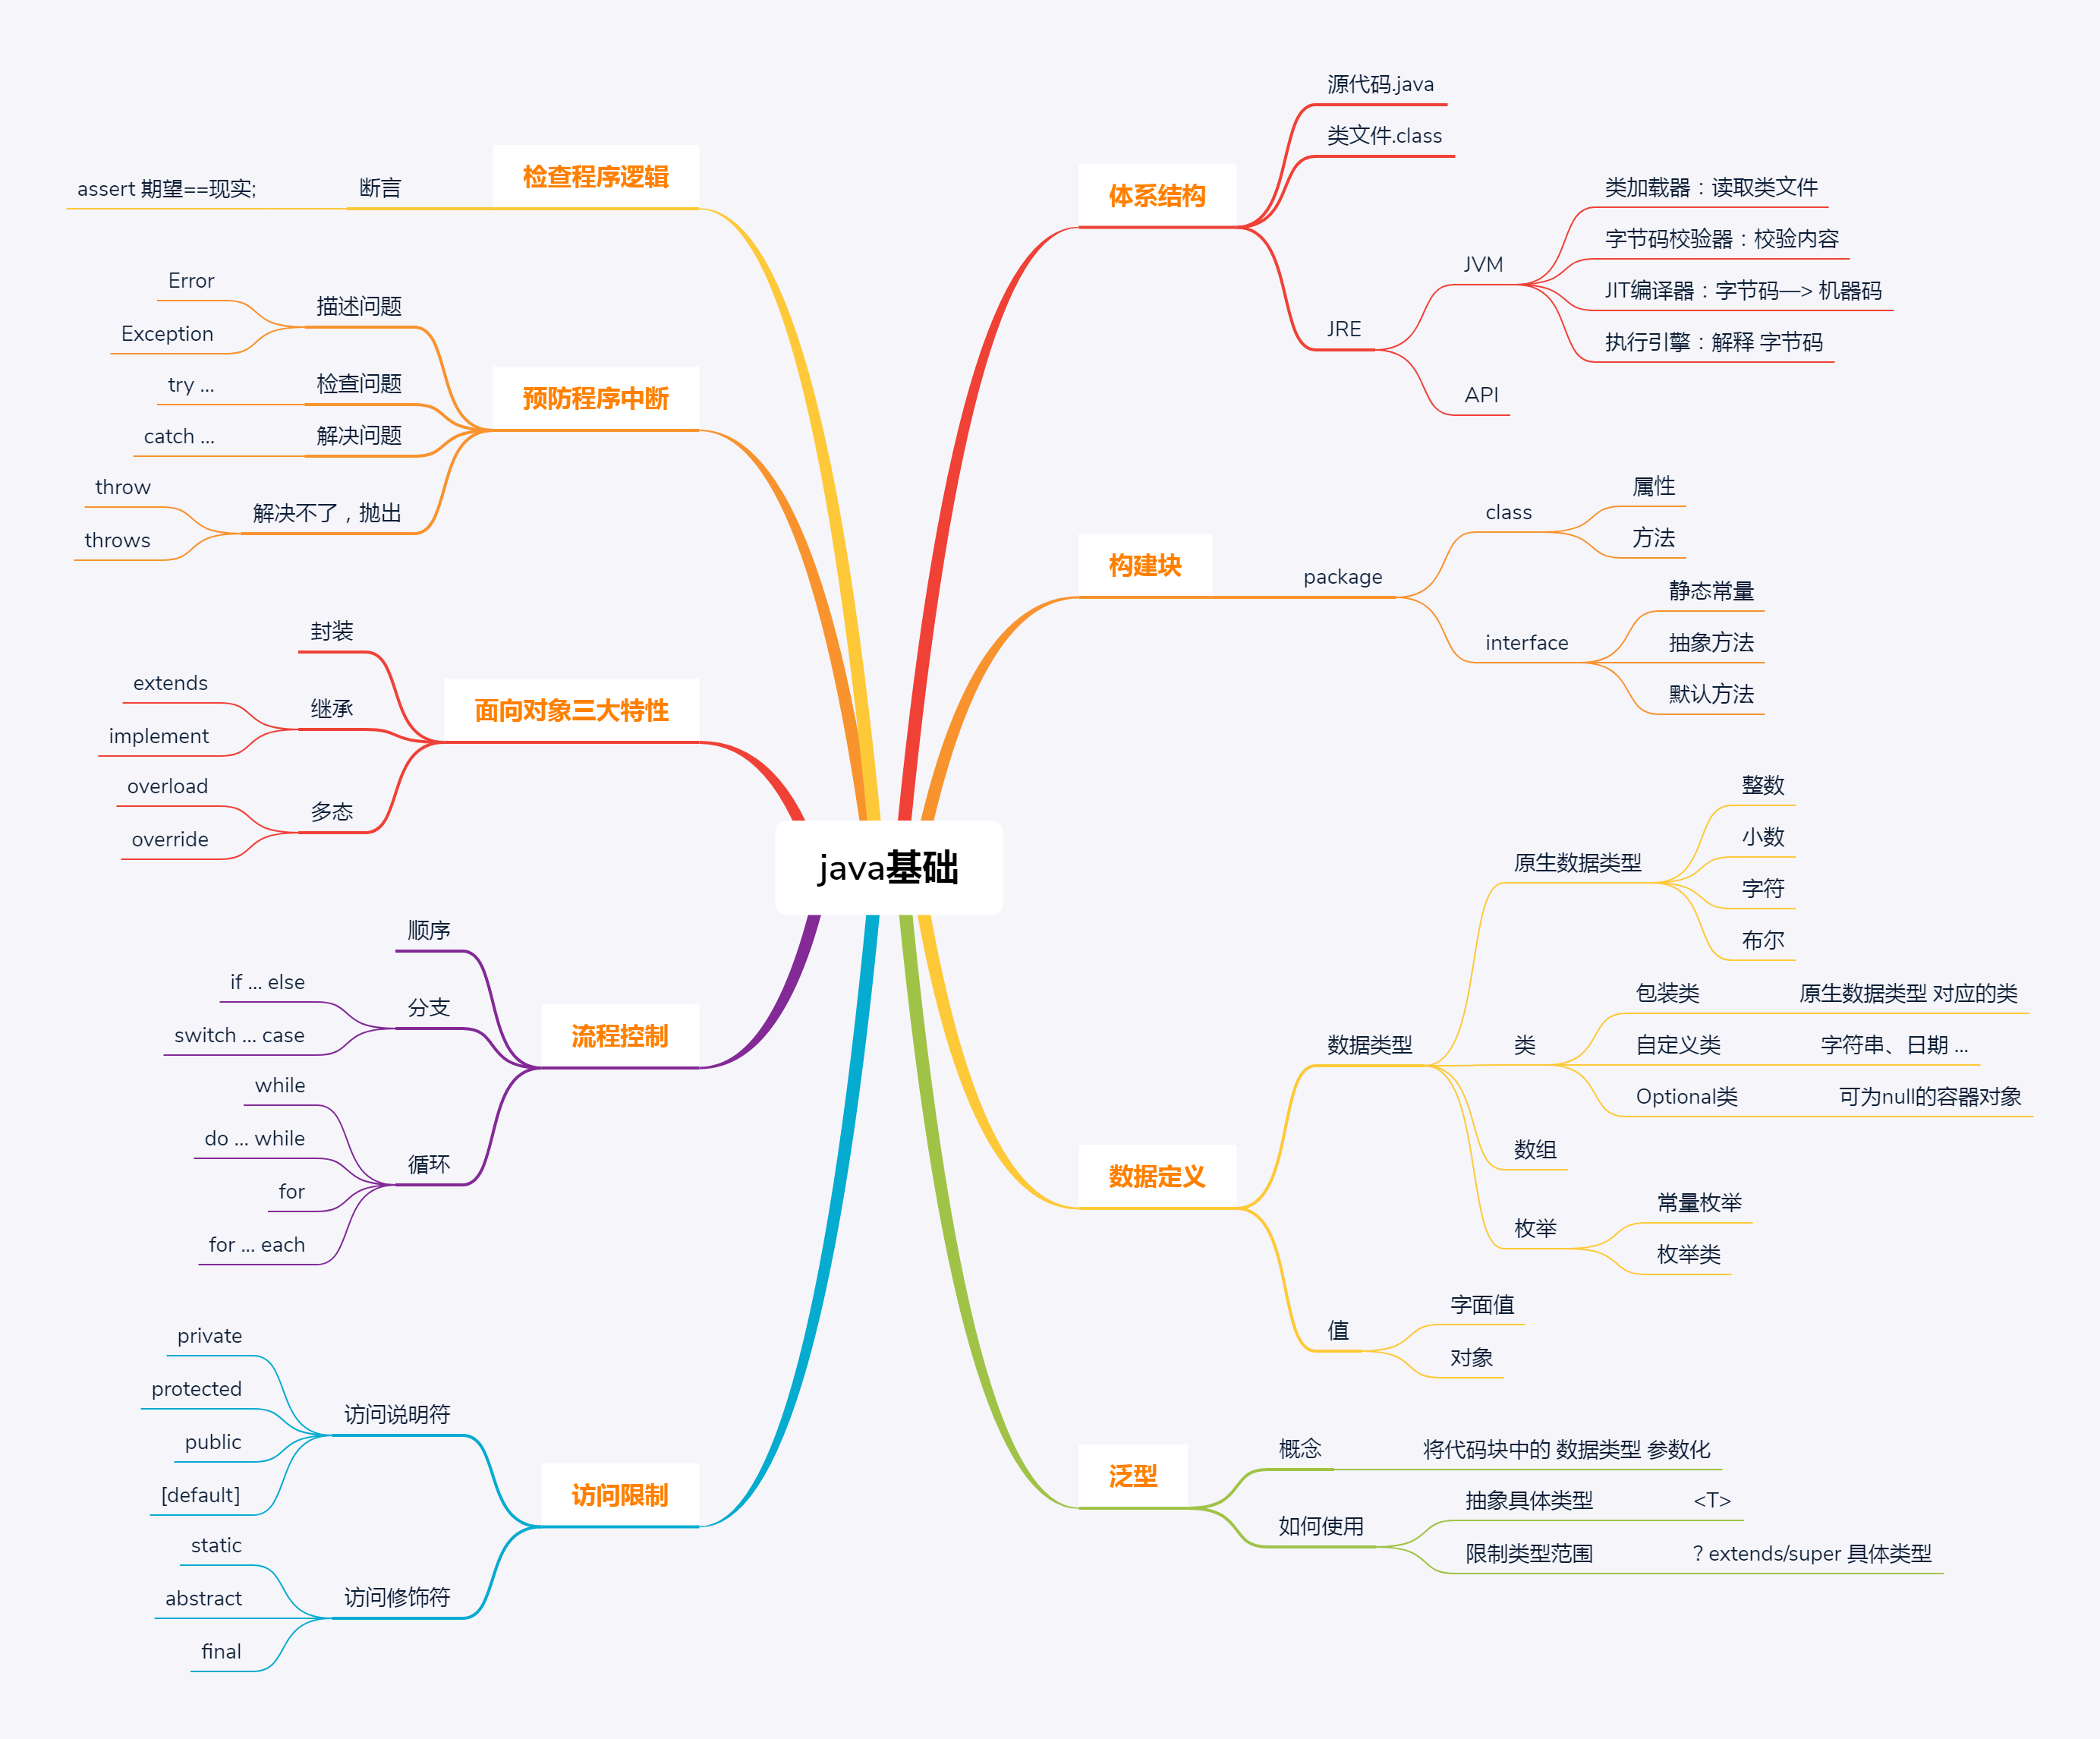 java基础
体系结构
源代码.java
类文件.class
JRE
JVM
类加载器：读取类文件
字节码校验器：校验内容
JIT编译器：字节码—> 机器码
执行引擎：解释 字节码
API
构建块
package
class
属性
方法
interface
静态常量
抽象方法
默认方法
数据定义
数据类型
原生数据类型
整数
小数
字符
布尔
类
包装类
原生数据类型 对应的类
自定义类
字符串、日期 ...
Optional类
可为null的容器对象
数组
枚举
常量枚举
枚举类
值
字面值
对象
泛型
概念
将代码块中的 数据类型 参数化
如何使用
抽象具体类型
<T>
限制类型范围
？extends/super 具体类型
检查程序逻辑
断言
assert 期望==现实;
预防程序中断
描述问题
Error
Exception
检查问题
try ...
解决问题
catch ...
解决不了，抛出
throw
throws
面向对象三大特性
封装
继承
extends
implement
多态
overload
override
流程控制
顺序
分支
if ... else
switch ... case
循环
while
do ... while
for
for ... each
访问限制
访问说明符
private
protected
public
[default]
访问修饰符
static
abstract
final